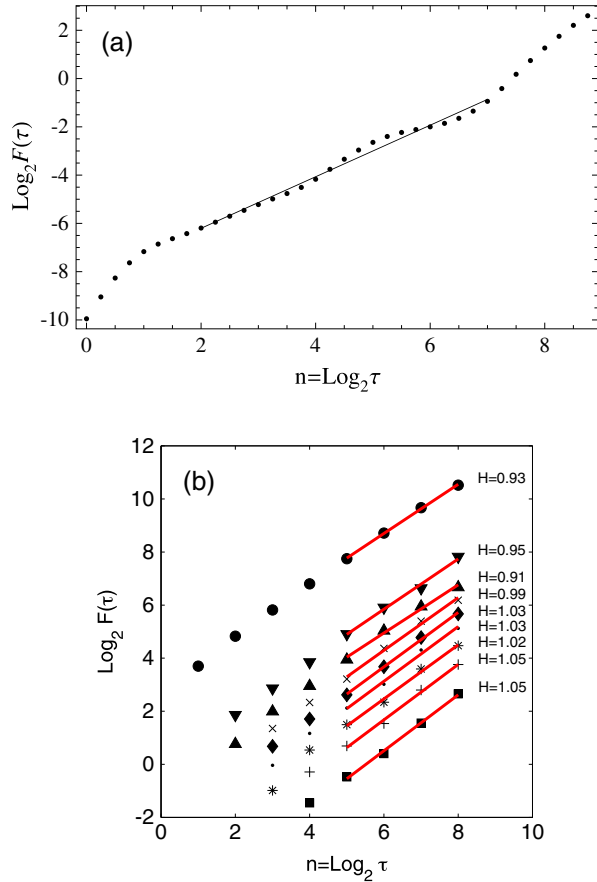 (a)
Log₂F(τ)
2
0
-2
-4
-6
-8
-10
0 2 4 6 8
n=Log₂τ
(b)
Log₂ F(τ)
12
10
8
6
4
2
0
-2
H=0.93
H=0.95
H=0.91
H=0.99
H=1.03
H=1.03
H=1.02
H=1.05
H=1.05
0 2 4 6 8 10
n=Log₂ τ